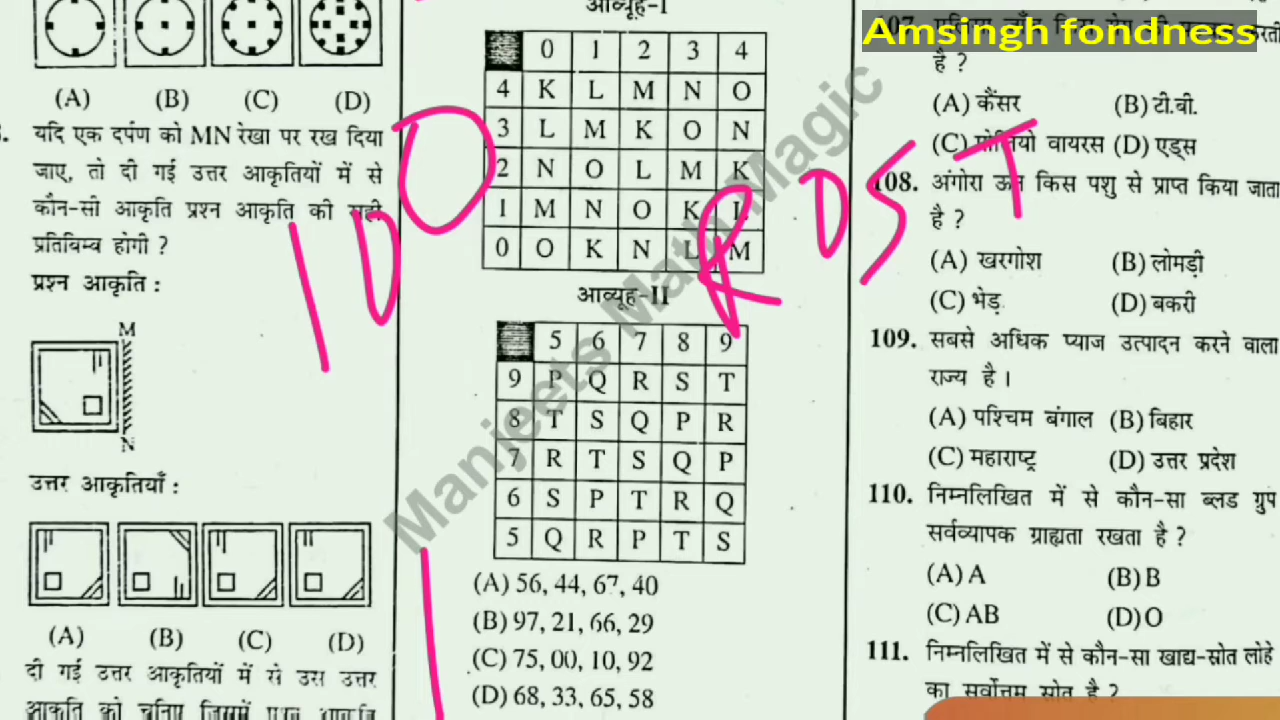 (A) (B) (C) (D)
यदि एक दर्पण को MN रेखा पर रख दिया
जाए, तो दी गई उत्तर आकृतियों में से
कौन-सी आकृति प्रश्न आकृति की सही
प्रतिबिम्ब होगी ?
प्रश्न आकृति :
M
N
उत्तर आकृतियाँ :
(A) (B) (C) (D)
दी गई उत्तर आकृतियों में से उस उत्तर
आव्यूह-I
0 1 2 3 4
4 K L M N O
3 L M K O N
2 N O L M K
1 M N O K L
0 O K N L M
आव्यूह-II
5 6 7 8 9
9 P Q R S T
8 T S Q P R
7 R T S Q P
6 S P T R Q
5 Q R P T S
(A) 56, 44, 67, 40
(B) 97, 21, 66, 29
(C) 75, 00, 10, 92
(D) 68, 33, 65, 58
10 O
ROST
Manjeets Math Magic
Amsingh fondness
107.
है ?
(A) कैंसर (B) टी.बी.
(C) पोलियो वायरस (D) एड्स
108. अंगोरा ऊन किस पशु से प्राप्त किया जाता
है ?
(A) खरगोश (B) लोमड़ी
(C) भेड़ (D) बकरी
109. सबसे अधिक प्याज उत्पादन करने वाला
राज्य है ।
(A) पश्चिम बंगाल (B) बिहार
(C) महाराष्ट्र (D) उत्तर प्रदेश
110. निम्नलिखित में से कौन-सा ब्लड ग्रुप
सर्वव्यापक ग्राह्यता रखता है ?
(A) A (B) B
(C) AB (D) O
111. निम्नलिखित में से कौन-सा खाद्य-स्रोत लोहे
का सर्वोत्तम स्रोत है ?